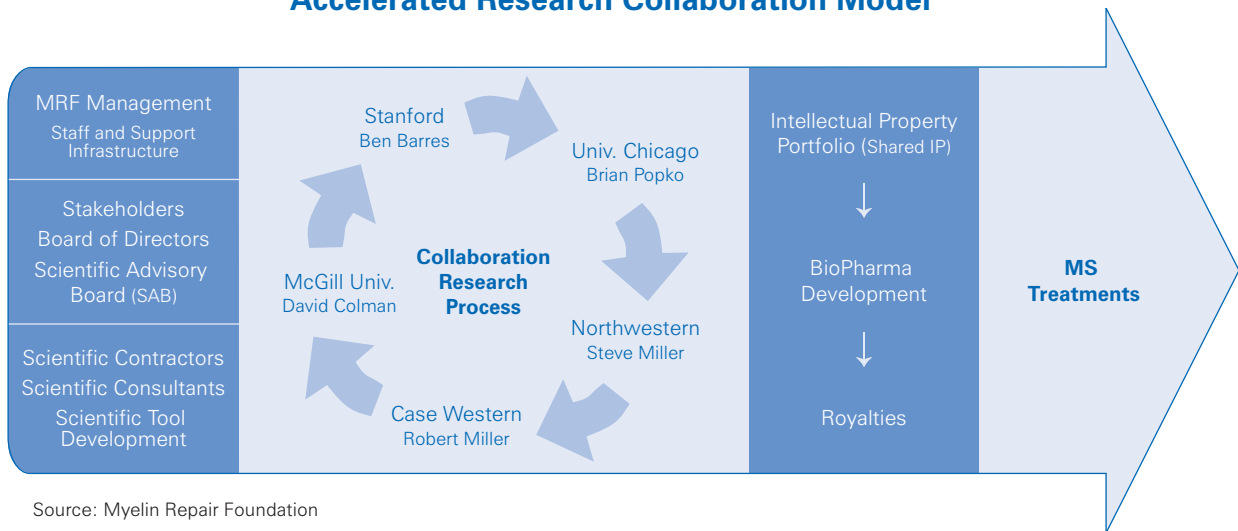 Accelerated Research Collaboration Model
MRF Management
Staff and Support
Infrastructure
Stakeholders
Board of Directors
Scientific Advisory
Board (SAB)
Scientific Contractors
Scientific Consultants
Scientific Tool
Development
Stanford
Ben Barres
Univ. Chicago
Brian Popko
Northwestern
Steve Miller
Case Western
Robert Miller
McGill Univ.
David Colman
Collaboration
Research
Process
Intellectual Property
Portfolio (Shared IP)
BioPharma
Development
Royalties
MS
Treatments
Source: Myelin Repair Foundation